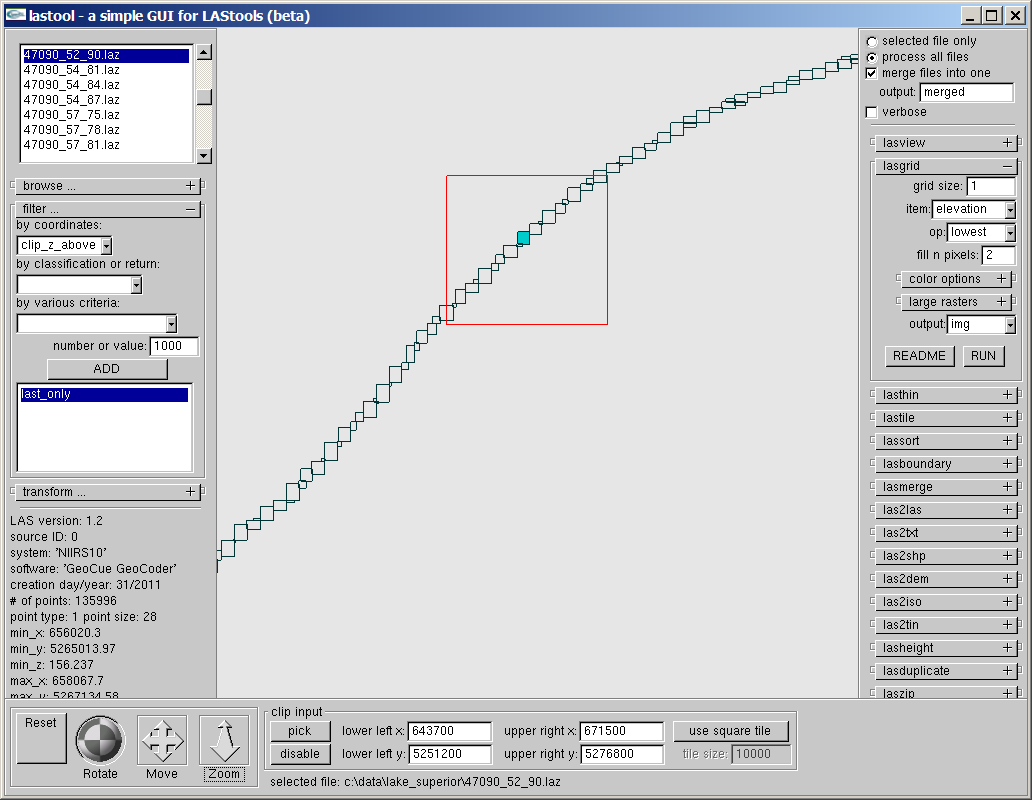 lastool - a simple GUI for LAStools (beta)
47090_52_90.laz
47090_54_81.laz
47090_54_84.laz
47090_54_87.laz
47090_57_75.laz
47090_57_78.laz
47090_57_81.laz
browse ... +
filter ... −
by coordinates:
clip_z_above
by classification or return:
by various criteria:
number or value: 1000
ADD
last_only
transform ... +
LAS version: 1.2
source ID: 0
system: 'NIIRS10'
software: 'GeoCue GeoCoder'
creation day/year: 31/2011
# of points: 135996
point type: 1 point size: 28
min_x: 656020.3
min_y: 5265013.97
min_z: 156.237
max_x: 658067.7
max_y: 5267134.58
selected file only
process all files
merge files into one
output: merged
verbose
lasview +
lasgrid −
grid size: 1
item: elevation
op: lowest
fill n pixels: 2
color options +
large rasters +
output: img
README RUN
lasthin +
lastile +
lassort +
lasboundary +
lasmerge +
las2las +
las2txt +
las2shp +
las2dem +
las2iso +
las2tin +
lasheight +
lasduplicate +
laszip +
Reset
Rotate
Move
Zoom
clip input
pick lower left x: 643700 upper right x: 671500 use square tile
disable lower left y: 5251200 upper right y: 5276800 tile size: 10000
selected file: c:\data\lake_superior\47090_52_90.laz